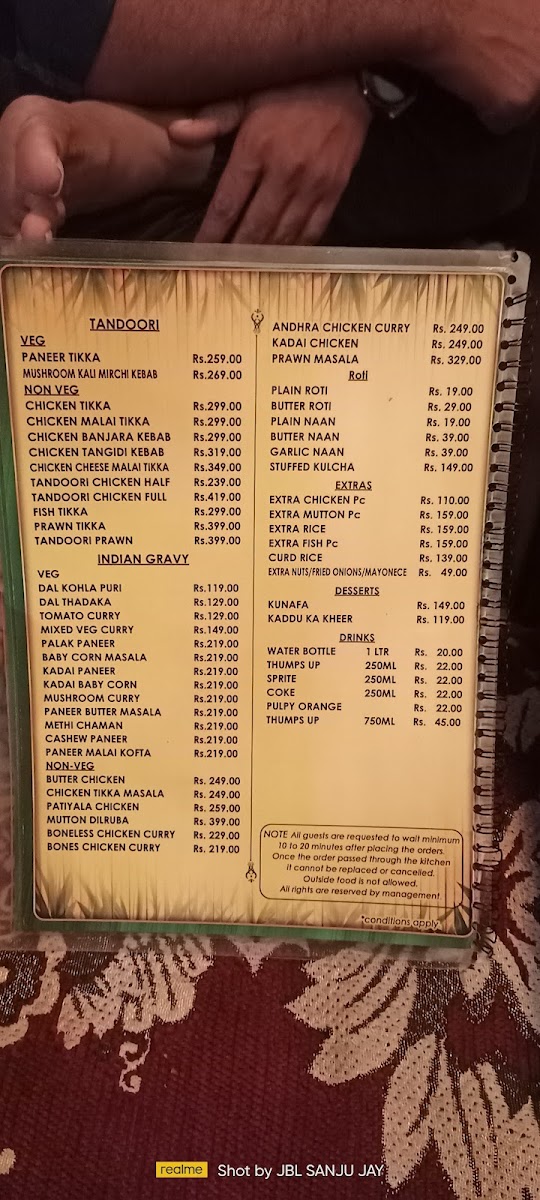 TANDOORI
VEG
PANEER TIKKA Rs.259.00
MUSHROOM KALI MIRCHI KEBAB Rs.269.00
NON VEG
CHICKEN TIKKA Rs.299.00
CHICKEN MALAI TIKKA Rs.299.00
CHICKEN BANJARA KEBAB Rs.299.00
CHICKEN TANGIDI KEBAB Rs.319.00
CHICKEN CHEESE MALAI TIKKA Rs.349.00
TANDOORI CHICKEN HALF Rs.239.00
TANDOORI CHICKEN FULL Rs.419.00
FISH TIKKA Rs.299.00
PRAWN TIKKA Rs.399.00
TANDOORI PRAWN Rs.399.00
INDIAN GRAVY
VEG
DAL KOHLA PURI Rs.119.00
DAL THADAKA Rs.129.00
TOMATO CURRY Rs.129.00
MIXED VEG CURRY Rs.149.00
PALAK PANEER Rs.219.00
BABY CORN MASALA Rs.219.00
KADAI PANEER Rs.219.00
KADAI BABY CORN Rs.219.00
MUSHROOM CURRY Rs.219.00
PANEER BUTTER MASALA Rs.219.00
METHI CHAMAN Rs.219.00
CASHEW PANEER Rs.219.00
PANEER MALAI KOFTA Rs.219.00
NON-VEG
BUTTER CHICKEN Rs. 249.00
CHICKEN TIKKA MASALA Rs. 249.00
PATIYALA CHICKEN Rs. 259.00
MUTTON DILRUBA Rs. 399.00
BONELESS CHICKEN CURRY Rs. 229.00
BONES CHICKEN CURRY Rs. 219.00
ANDHRA CHICKEN CURRY Rs. 249.00
KADAI CHICKEN Rs. 249.00
PRAWN MASALA Rs. 329.00
Roti
PLAIN ROTI Rs. 19.00
BUTTER ROTI Rs. 29.00
PLAIN NAAN Rs. 19.00
BUTTER NAAN Rs. 39.00
GARLIC NAAN Rs. 39.00
STUFFED KULCHA Rs. 149.00
EXTRAS
EXTRA CHICKEN Pc Rs. 110.00
EXTRA MUTTON Pc Rs. 159.00
EXTRA RICE Rs. 159.00
EXTRA FISH Pc Rs. 159.00
CURD RICE Rs. 139.00
EXTRA NUTS/FRIED ONIONS/MAYONECE Rs. 49.00
DESSERTS
KUNAFA Rs. 149.00
KADDU KA KHEER Rs. 119.00
DRINKS
WATER BOTTLE 1 LTR Rs. 20.00
THUMPS UP 250ML Rs. 22.00
SPRITE 250ML Rs. 22.00
COKE 250ML Rs. 22.00
PULPY ORANGE Rs. 22.00
THUMPS UP 750ML Rs. 45.00
NOTE All guests are requested to wait minimum
10 to 20 minutes after placing the orders.
Once the order passed through the kitchen
it cannot be replaced or cancelled.
Outside food is not allowed.
All rights are reserved by management.
*conditions apply
realme Shot by JBL SANJU JAY